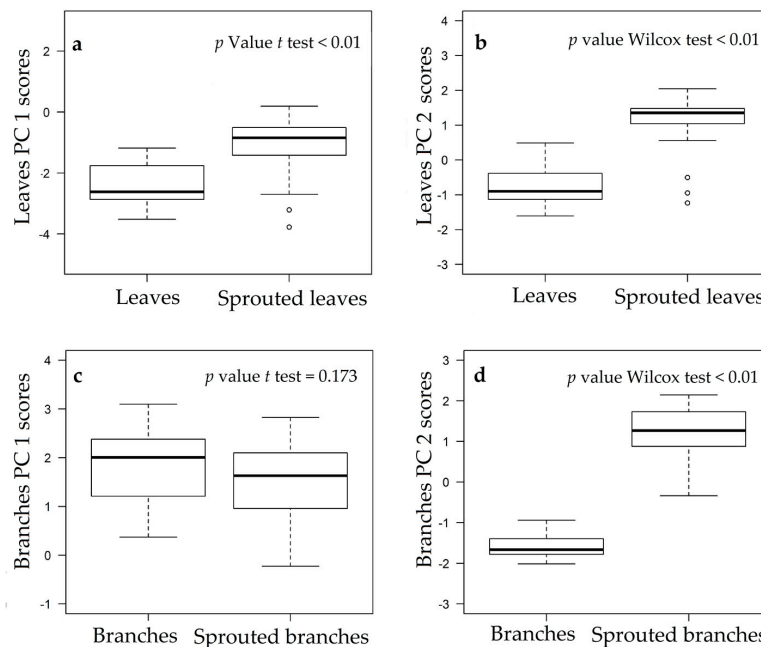 a
p Value t test < 0.01
2
0
-2
-4
Leaves PC 1 scores
Leaves
Sprouted leaves
b
p value Wilcox test < 0.01
4
3
2
1
0
-1
-2
-3
Leaves PC 2 scores
Leaves
Sprouted leaves
c
p value t test = 0.173
4
3
2
1
0
-1
Branches PC 1 scores
Branches
Sprouted branches
d
p value Wilcox test < 0.01
3
2
1
0
-1
-2
-3
Branches PC 2 scores
Branches
Sprouted branches